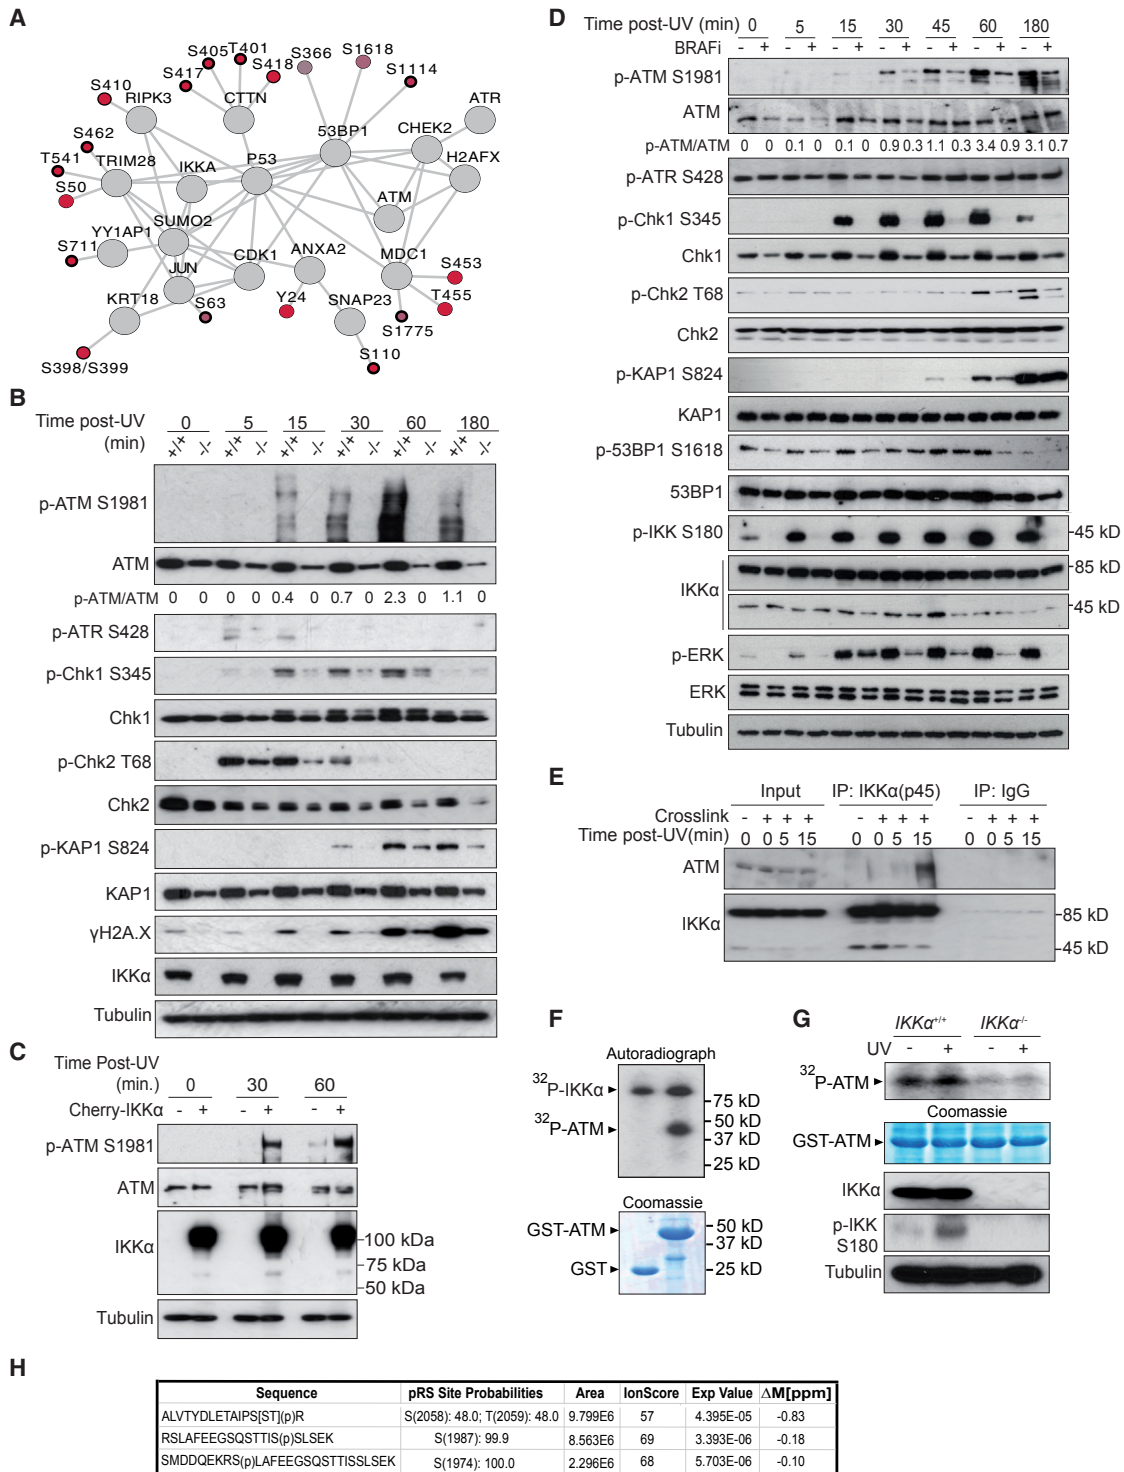 A
S405 T401
S417 S418
S366 S1618
S1114
S410
RIPK3 CTTN
ATR
S462
53BP1 CHEK2
T541 TRIM28 IKKA P53 H2AFX
S50
ATM
SUMO2
YY1AP1
S711
JUN CDK1 ANXA2 MDC1
S453
KRT18 S63 Y24 SNAP23 T455
S1775
S110
S398/S399
B
Time post-UV (min) 0 5 15 30 60 180
+/+ -/- +/+ -/- +/+ -/- +/+ -/- +/+ -/- +/+ -/-
p-ATM S1981
ATM
p-ATM/ATM 0 0 0 0 0.4 0 0.7 0 2.3 0 1.1 0
p-ATR S428
p-Chk1 S345
Chk1
p-Chk2 T68
Chk2
p-KAP1 S824
KAP1
γH2A.X
IKKα
Tubulin
C
Time Post-UV
(min.) 0 30 60
Cherry-IKKα - + - + - +
p-ATM S1981
ATM
IKKα
100 kDa
75 kDa
50 kDa
Tubulin
D
Time post-UV (min) 0 5 15 30 45 60 180
BRAFi - + - + - + - + - + - + - +
p-ATM S1981
ATM
p-ATM/ATM 0 0 0.1 0 0.1 0 0.9 0.3 1.1 0.3 3.4 0.9 3.1 0.7
p-ATR S428
p-Chk1 S345
Chk1
p-Chk2 T68
Chk2
p-KAP1 S824
KAP1
p-53BP1 S1618
53BP1
p-IKK S180
45 kD
IKKα
85 kD
45 kD
p-ERK
ERK
Tubulin
E
Input IP: IKKα(p45) IP: IgG
Crosslink - + + + - + + + - + + +
Time post-UV(min) 0 0 5 15 0 0 5 15 0 0 5 15
ATM
IKKα
85 kD
45 kD
F
Autoradiograph
32P-IKKα
75 kD
32P-ATM
50 kD
37 kD
25 kD
Coomassie
GST-ATM
50 kD
37 kD
GST
25 kD
G
IKKα+/+ IKKα-/-
UV - + - +
32P-ATM
Coomassie
GST-ATM
IKKα
p-IKK
S180
Tubulin
H
Sequence pRS Site Probabilities Area IonScore Exp Value ΔM[ppm]
ALVTYDLETAIPS[ST](p)R S(2058): 48.0; T(2059): 48.0 9.799E6 57 4.395E-05 -0.83
RSLAFEEGSQSTTIS(p)SLSEK S(1987): 99.9 8.563E6 69 3.393E-06 -0.18
SMDDQEKRS(p)LAFEEGSQSTTISSLSEK S(1974): 100.0 2.296E6 68 5.703E-06 -0.10